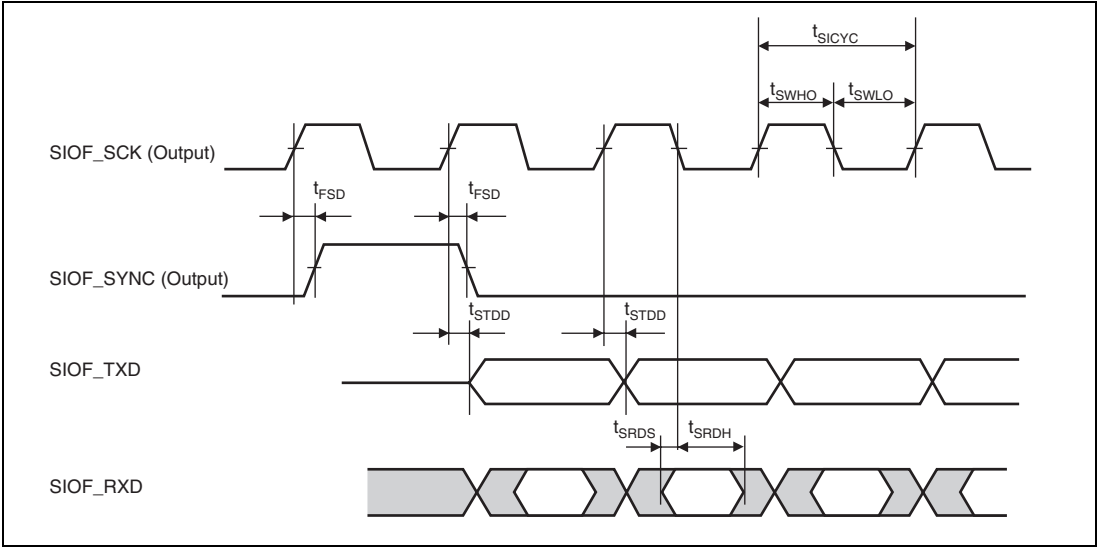 tSICYC
tSWHO tSWLO
SIOF_SCK (Output)
tFSD tFSD
SIOF_SYNC (Output)
tSTDD tSTDD
SIOF_TXD
tSRDS tSRDH
SIOF_RXD